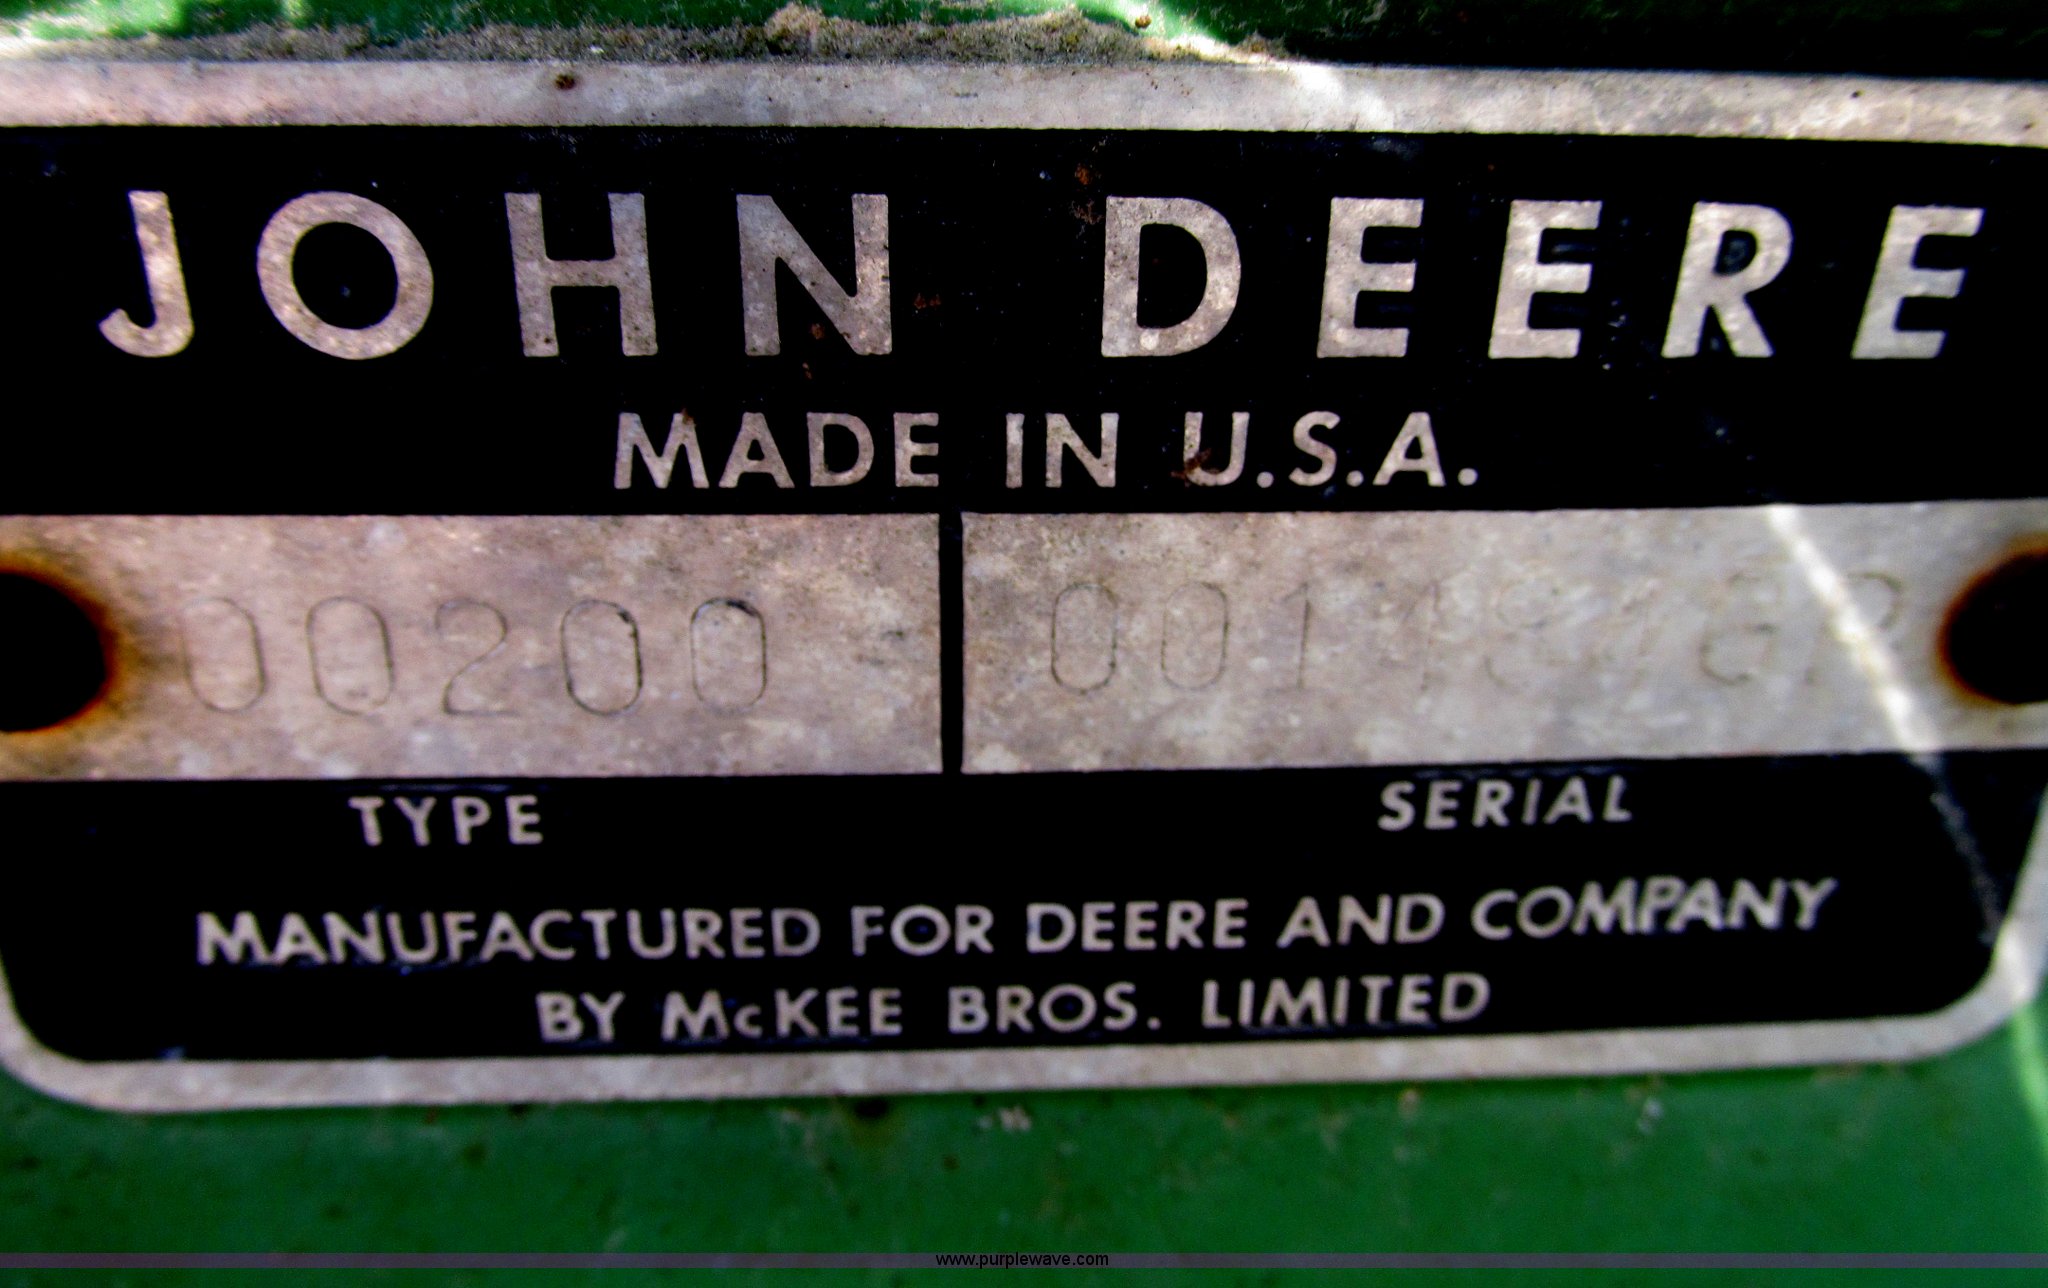 JOHN DEERE
MADE IN U.S.A.
00200
TYPE
SERIAL
MANUFACTURED FOR DEERE AND COMPANY
BY McKEE BROS. LIMITED
www.purplewave.com